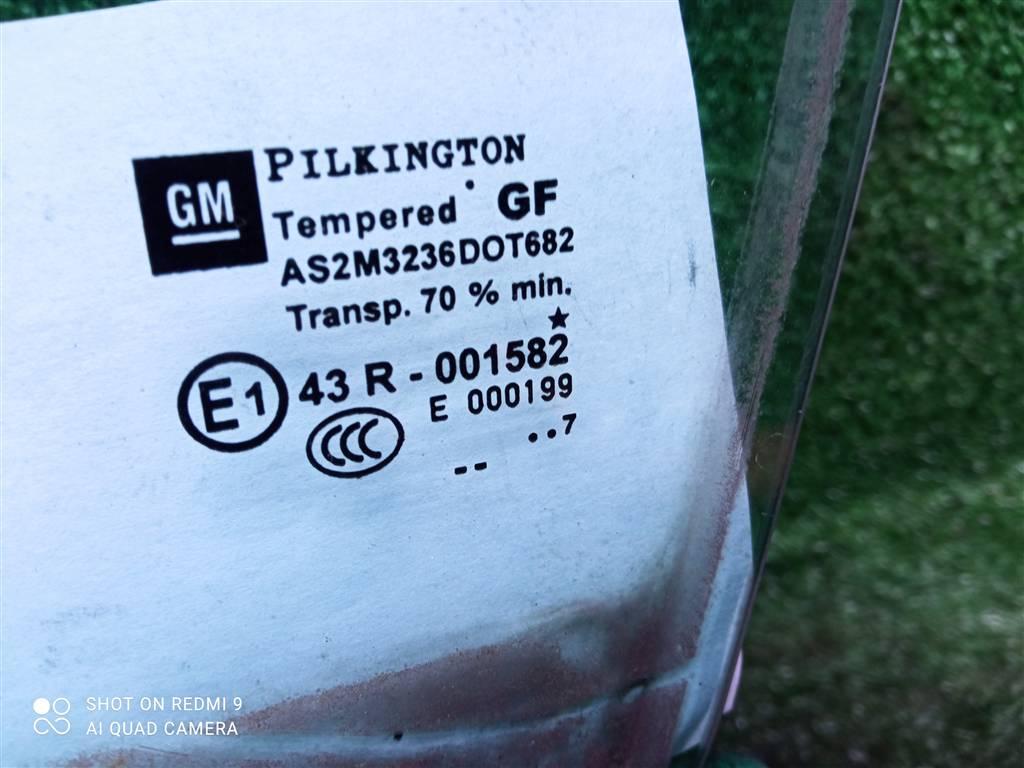 GM
PILKINGTON
Tempered GF
AS2M3236DOT682
Transp. 70 % min.
★
E1 43 R - 001582
CCC E 000199
..7
--
SHOT ON REDMI 9
AI QUAD CAMERA